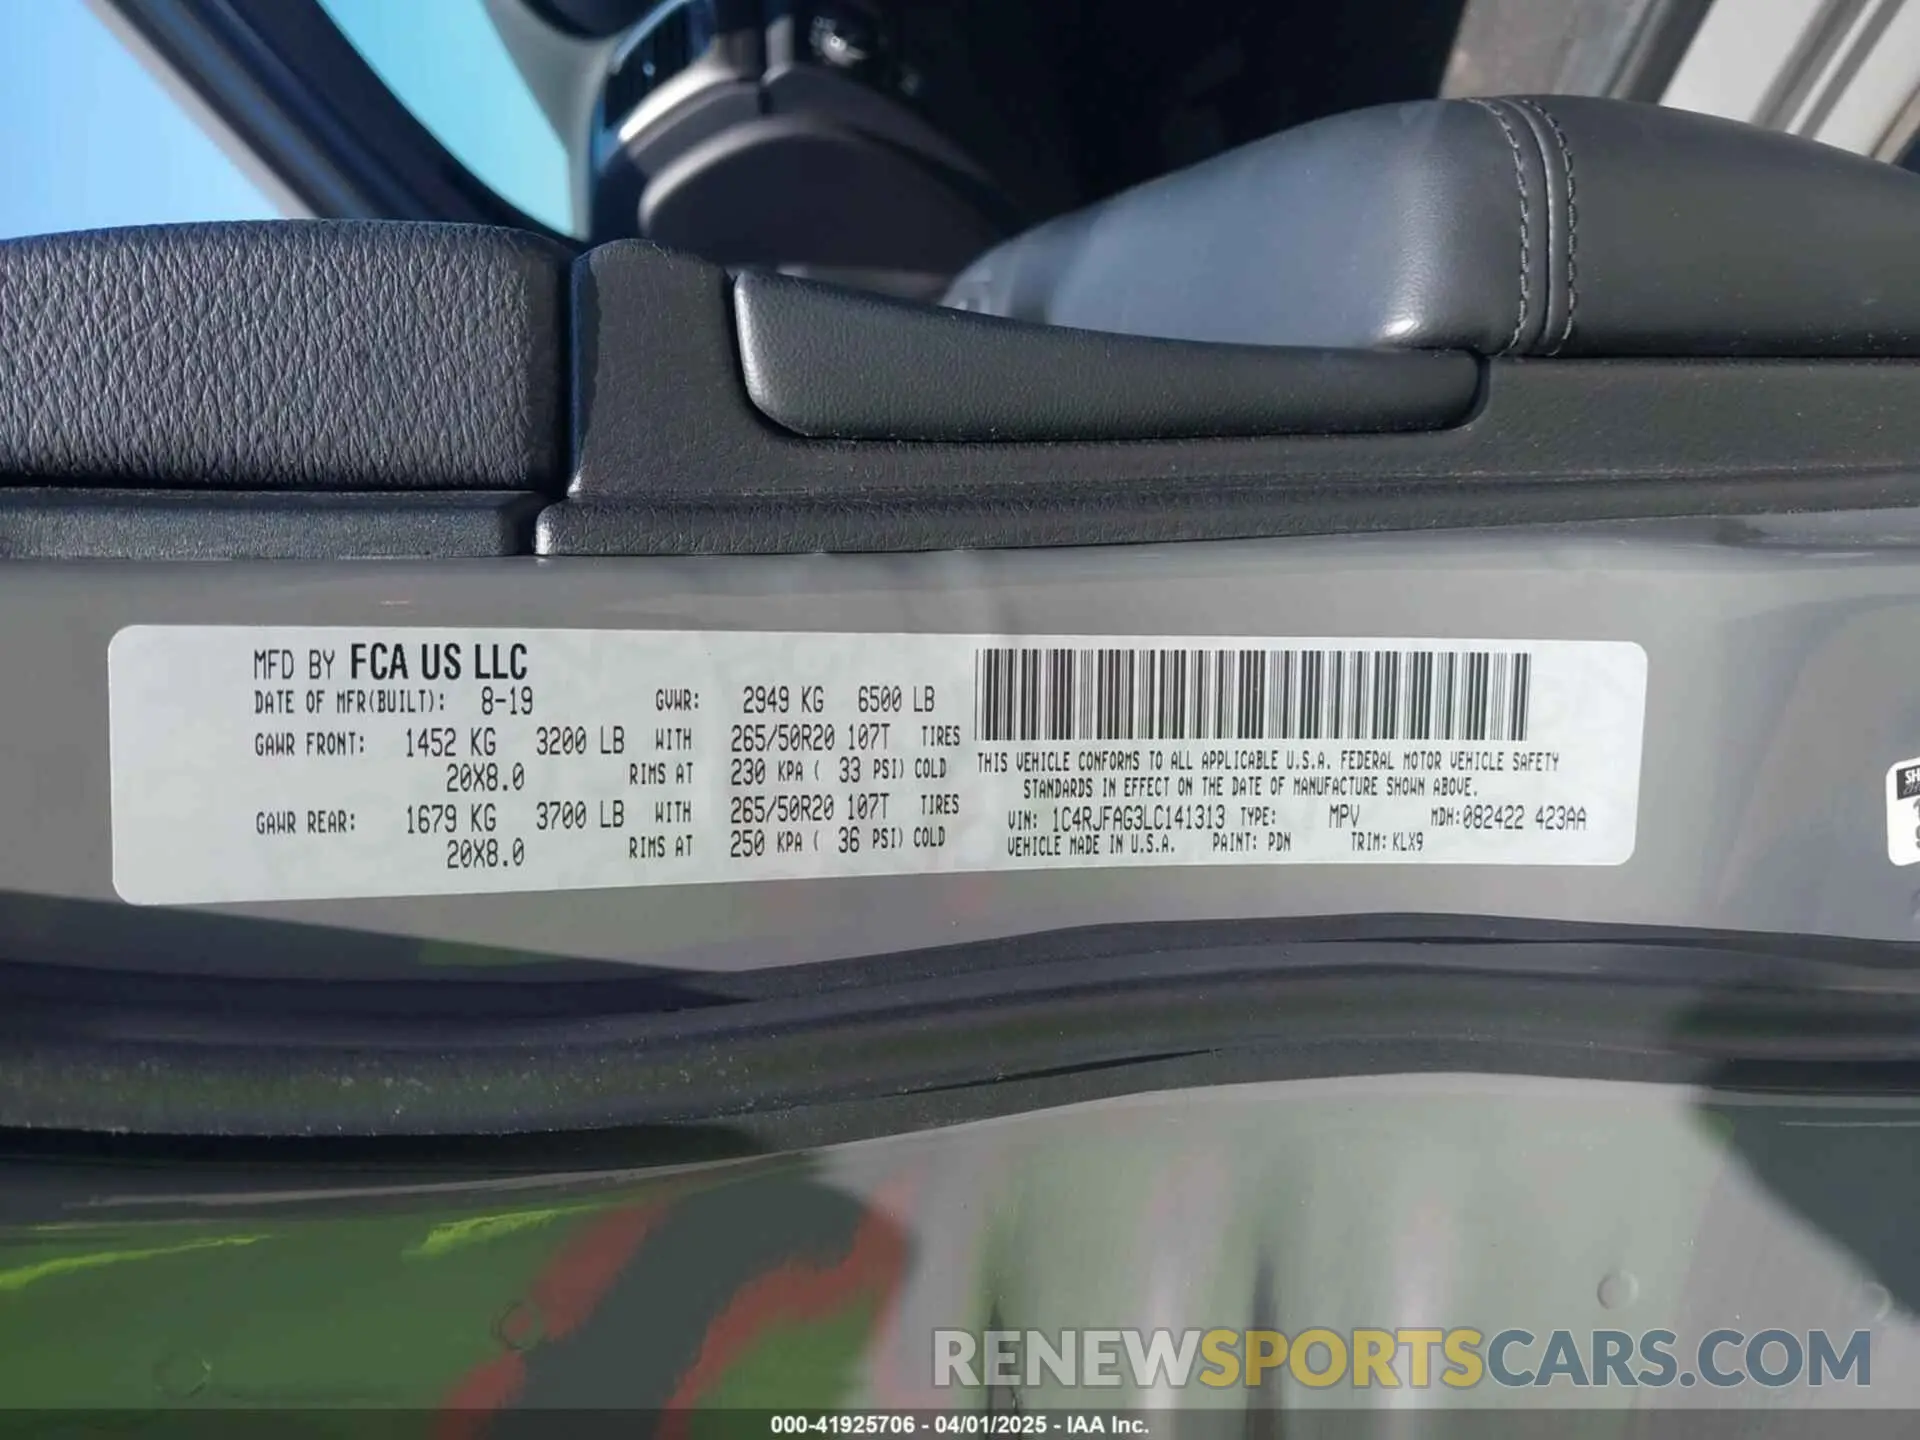 MFD BY FCA US LLC
DATE OF MFR(BUILT): 8-19 GVWR: 2949 KG 6500 LB
GAWR FRONT: 1452 KG 3200 LB WITH 265/50R20 107T TIRES
20X8.0 RIMS AT 230 KPA ( 33 PSI) COLD
GAWR REAR: 1679 KG 3700 LB WITH 265/50R20 107T TIRES
20X8.0 RIMS AT 250 KPA ( 36 PSI) COLD
THIS VEHICLE CONFORMS TO ALL APPLICABLE U.S.A. FEDERAL MOTOR VEHICLE SAFETY
STANDARDS IN EFFECT ON THE DATE OF MANUFACTURE SHOWN ABOVE.
VIN: 1C4RJFAG3LC141313 TYPE: MPV MDH:082422 423AA
VEHICLE MADE IN U.S.A. PAINT: PDN TRIM: KLX9
RENEWSPORTSCARS.COM
000-41925706 - 04/01/2025 - IAA Inc.